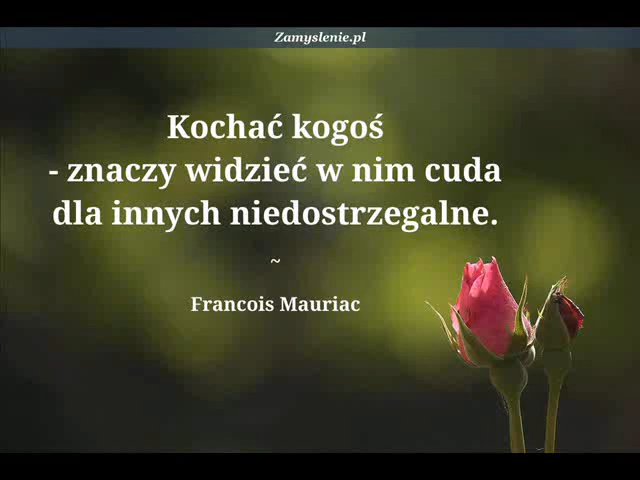 Zamyslenie.pl
Kochać kogoś
- znaczy widzieć w nim cuda
dla innych niedostrzegalne.
~
Francois Mauriac